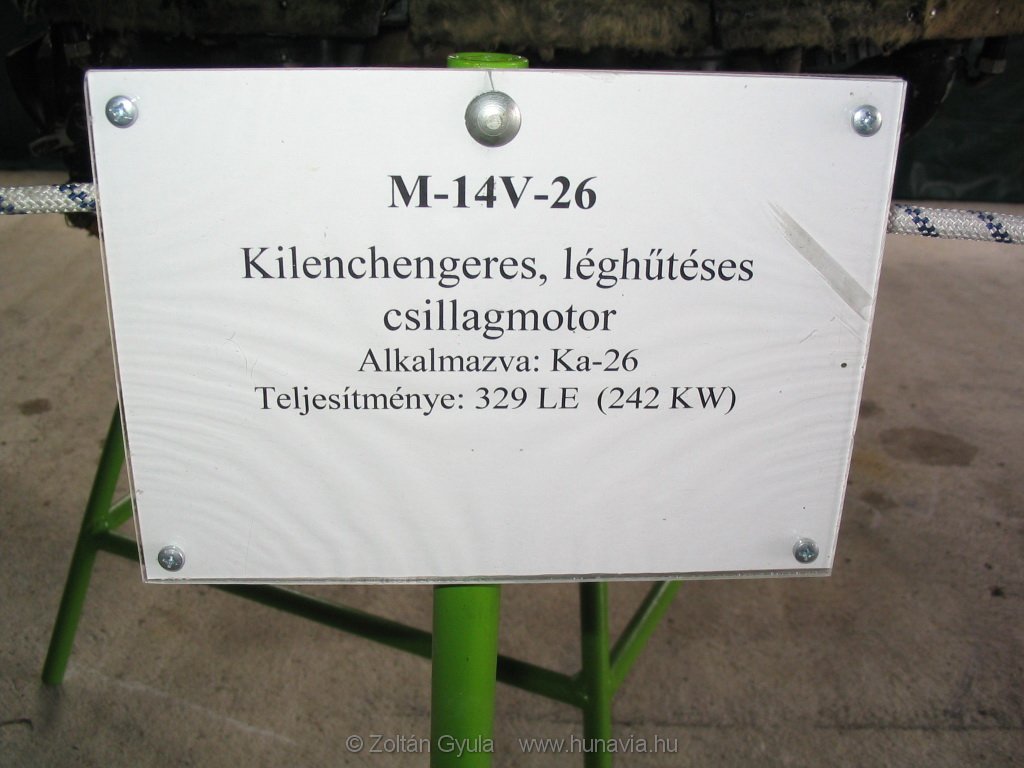 M-14V-26
Kilenchengeres, léghűtéses
csillagmotor
Alkalmazva: Ka-26
Teljesítménye: 329 LE (242 KW)
© Zoltán Gyula www.hunavia.hu